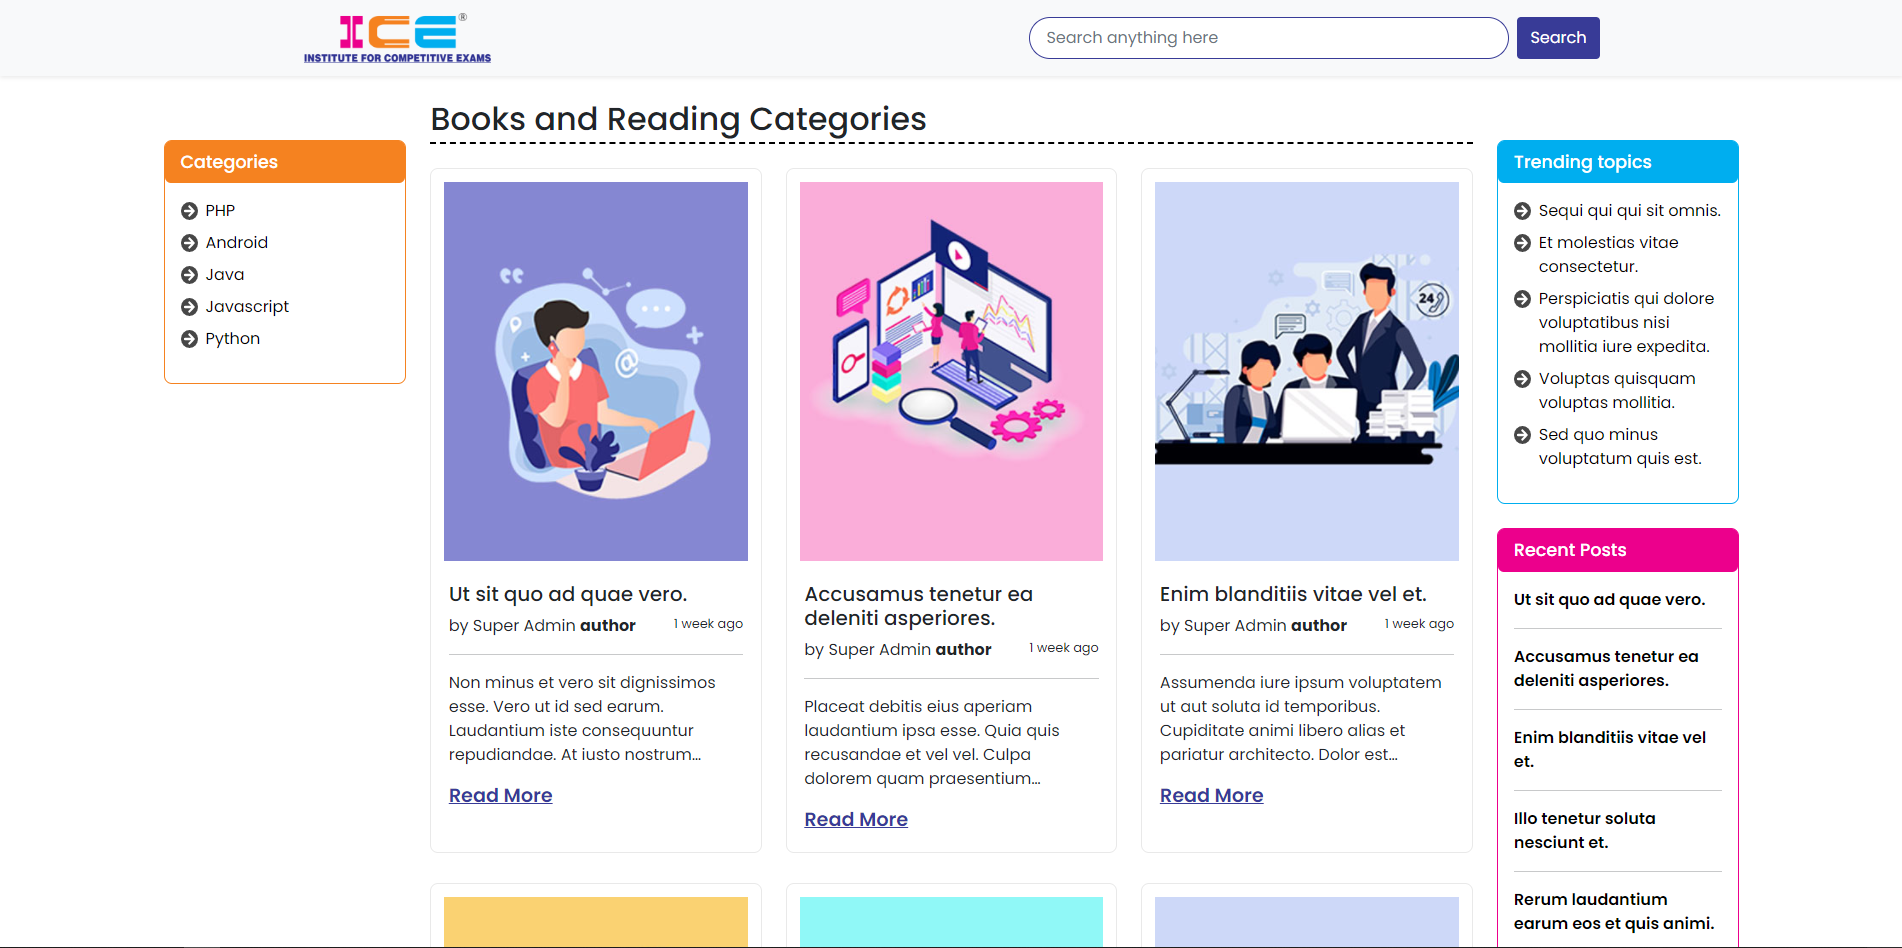 ICE®
INSTITUTE FOR COMPETITIVE EXAMS
Search anything here
Search
Books and Reading Categories
Categories
PHP
Android
Java
Javascript
Python
24
@
Ut sit quo ad quae vero.
by Super Admin author
1 week ago
Non minus et vero sit dignissimos
esse. Vero ut id sed earum.
Laudantium iste consequuntur
repudiandae. At iusto nostrum...
Read More
Accusamus tenetur ea
deleniti asperiores.
by Super Admin author
1 week ago
Placeat debitis eius aperiam
laudantium ipsa esse. Quia quis
recusandae et vel vel. Culpa
dolorem quam praesentium...
Read More
Enim blanditiis vitae vel et.
by Super Admin author
1 week ago
Assumenda iure ipsum voluptatem
ut aut soluta id temporibus.
Cupiditate animi libero alias et
pariatur architecto. Dolor est...
Read More
Trending topics
Sequi qui qui sit omnis.
Et molestias vitae
consectetur.
Perspiciatis qui dolore
voluptatibus nisi
mollitia iure expedita.
Voluptas quisquam
voluptas mollitia.
Sed quo minus
voluptatum quis est.
Recent Posts
Ut sit quo ad quae vero.
Accusamus tenetur ea
deleniti asperiores.
Enim blanditiis vitae vel
et.
Illo tenetur soluta
nesciunt et.
Rerum laudantium
earum eos et quis animi.